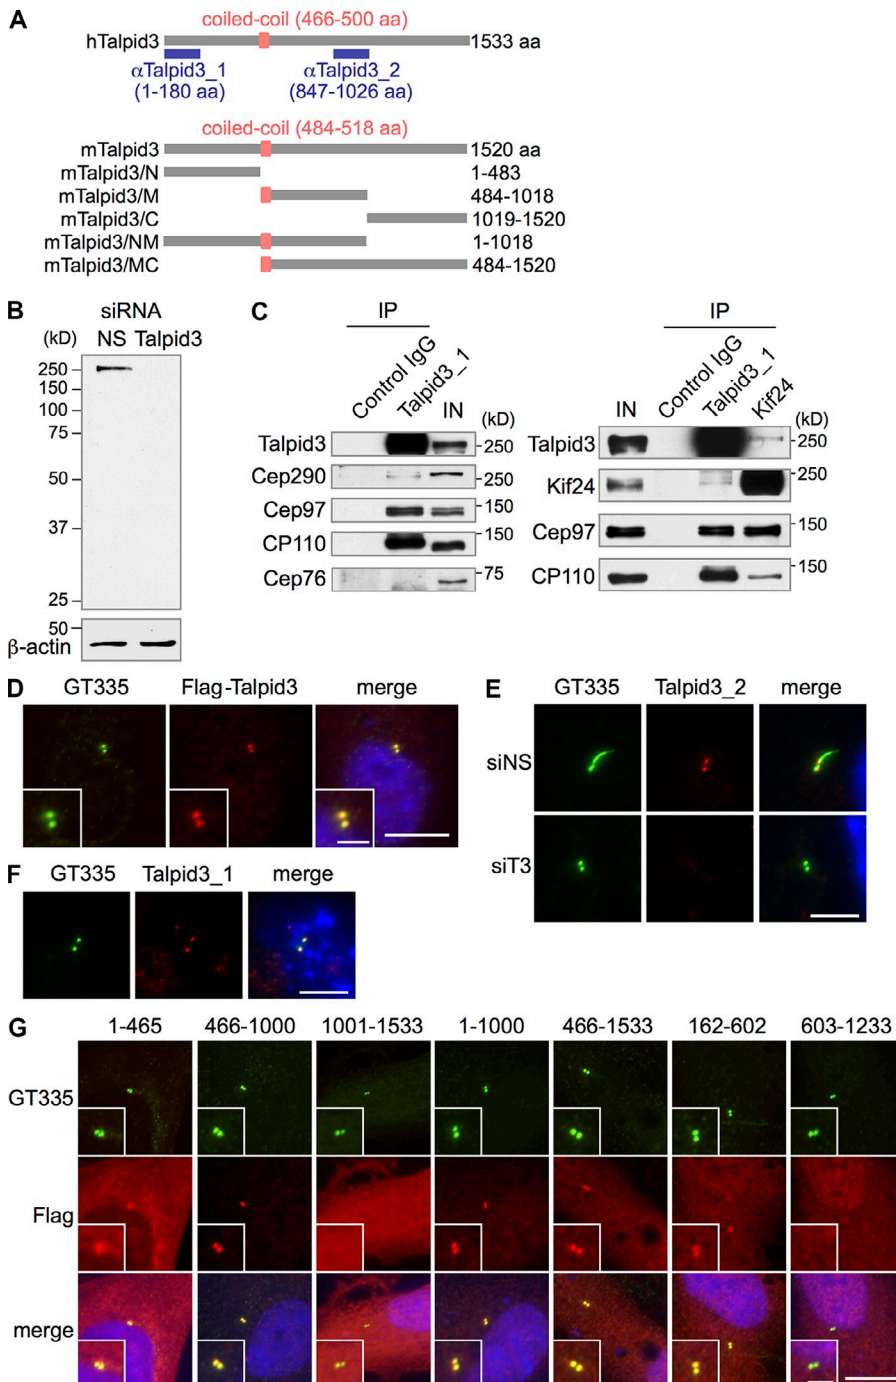 A
coiled-coil (466-500 aa)
hTalpid3 1533 aa
αTalpid3_1 αTalpid3_2
(1-180 aa) (847-1026 aa)
coiled-coil (484-518 aa)
mTalpid3 1520 aa
mTalpid3/N 1-483
mTalpid3/M 484-1018
mTalpid3/C 1019-1520
mTalpid3/NM 1-1018
mTalpid3/MC 484-1520
B
siRNA
(kD) NS Talpid3
250
150
100
75
50
37
25
50
β-actin
C
IP
Control IgG Talpid3_1 IN (kD)
Talpid3 250
Cep290 250
Cep97 150
CP110 150
Cep76 75
IP
IN Control IgG Talpid3_1 Kif24 (kD)
Talpid3 250
Kif24 250
Cep97 150
CP110 150
D
GT335 Flag-Talpid3 merge
E
GT335 Talpid3_2 merge
siNS
siT3
F
GT335 Talpid3_1 merge
G
1-465 466-1000 1001-1533 1-1000 466-1533 162-602 603-1233
GT335
Flag
merge